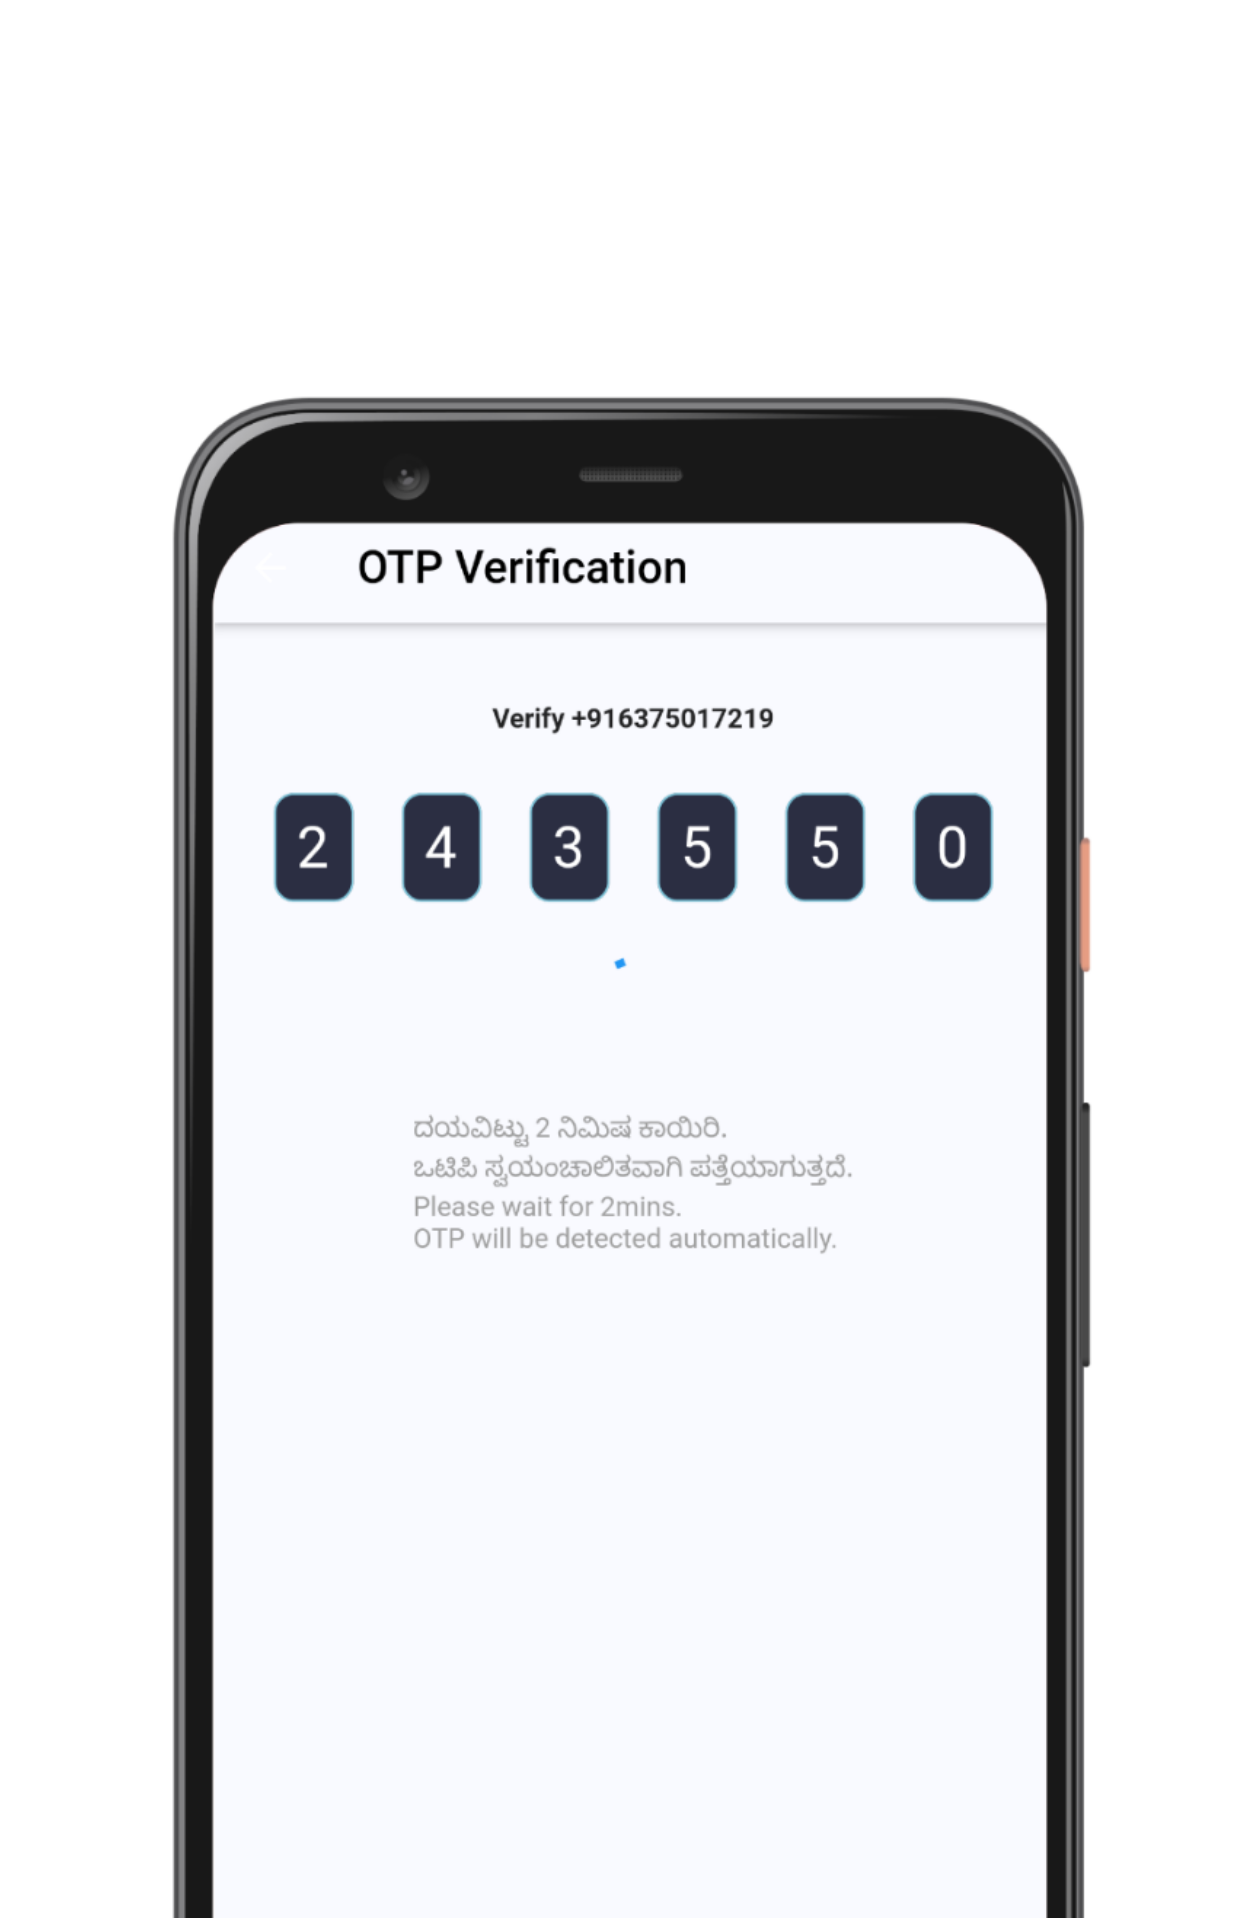 OTP Verification
Verify +916375017219
2 4 3 5 5 0
ದಯವಿಟ್ಟು 2 ನಿಮಿಷ ಕಾಯಿರಿ.
ಒಟಿಪಿ ಸ್ವಯಂಚಾಲಿತವಾಗಿ ಪತ್ತೆಯಾಗುತ್ತದೆ.
Please wait for 2mins.
OTP will be detected automatically.